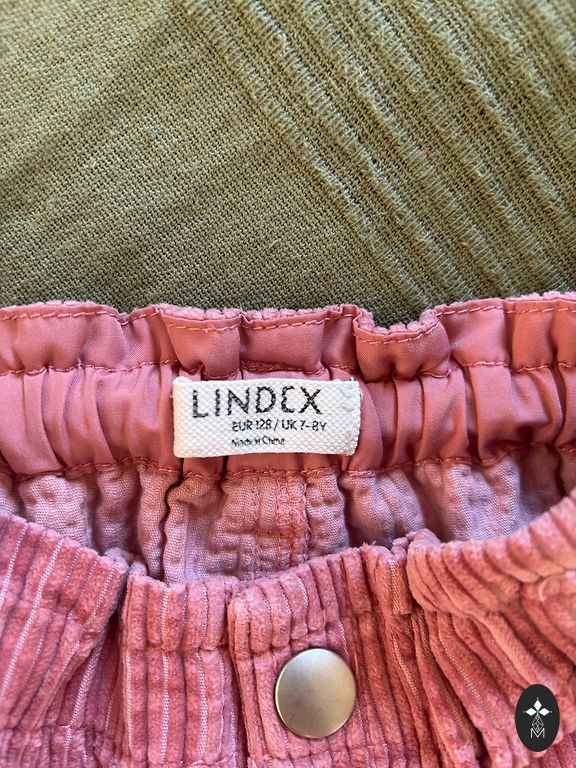 LINDEX
EUR 128 / UK 7-8Y
Made in China